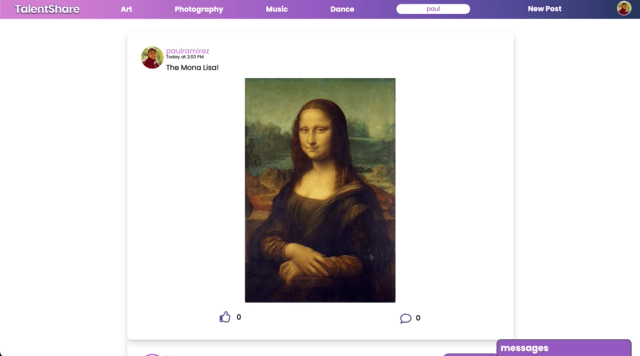 TalentShare Art Photography Music Dance paul New Post
paulramirez
Today at 2:03 PM
The Mona Lisa!
0 0
messages